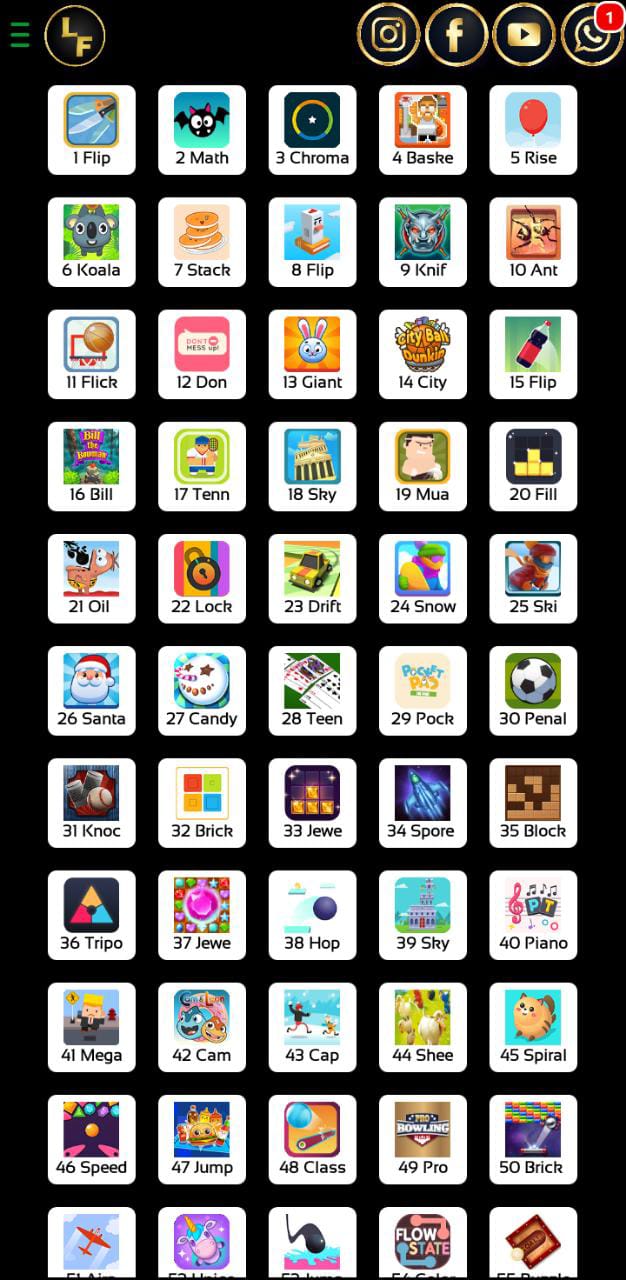 LF
1
1 Flip
2 Math
3 Chroma
4 Baske
5 Rise
6 Koala
7 Stack
8 Flip
9 Knif
10 Ant
DONT
MESS up!
City Ball
Dunkin
11 Flick
12 Don
13 Giant
14 City
15 Flip
Bill
the
Bowman
16 Bill
17 Tenn
18 Sky
19 Mua
20 Fill
21 Oil
22 Lock
23 Drift
24 Snow
25 Ski
POCKET
PAD
26 Santa
27 Candy
28 Teen
29 Pock
30 Penal
31 Knoc
32 Brick
33 Jewe
34 Spore
35 Block
PT
36 Tripo
37 Jewe
38 Hop
39 Sky
40 Piano
41 Mega
42 Cam
43 Cap
44 Shee
45 Spiral
PRO
BOWLING
46 Speed
47 Jump
48 Class
49 Pro
50 Brick
FLOW
STATE